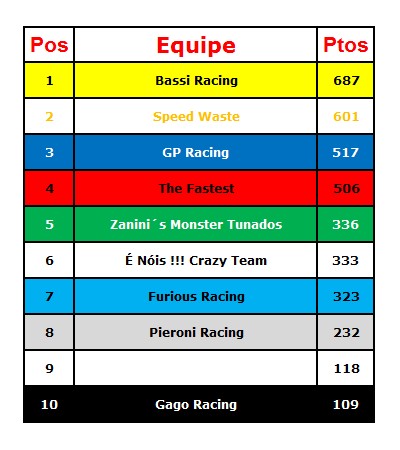 Pos Equipe Ptos
1 Bassi Racing 687
2 Speed Waste 601
3 GP Racing 517
4 The Fastest 506
5 Zanini´s Monster Tunados 336
6 É Nóis !!! Crazy Team 333
7 Furious Racing 323
8 Pieroni Racing 232
9 118
10 Gago Racing 109